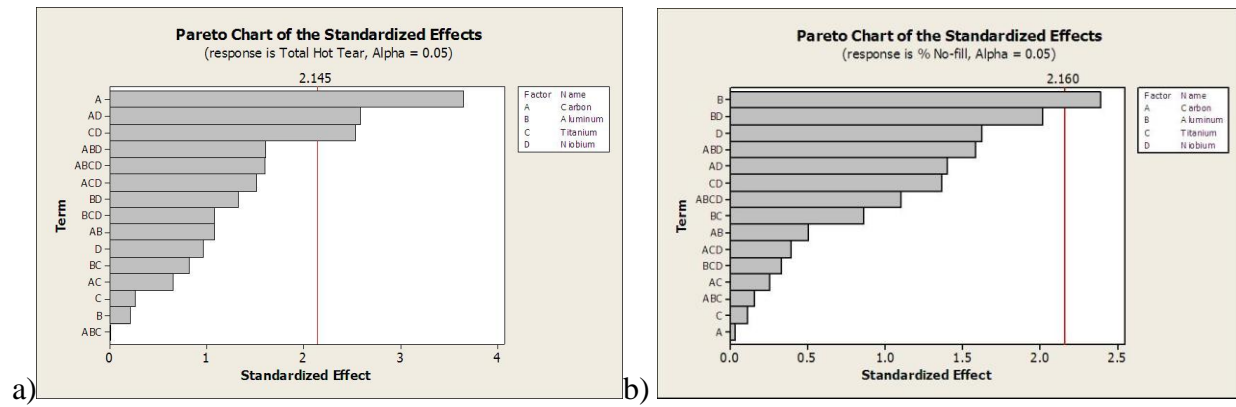 Pareto Chart of the Standardized Effects
(response is Total Hot Tear, Alpha = 0.05)
2.145
A
AD
CD
ABD
ABCD
ACD
BD
BCD
AB
D
BC
AC
C
B
ABC
Term
0 1 2 3 4
Standardized Effect
Factor Name
A Carbon
B Aluminum
C Titanium
D Niobium
a)
Pareto Chart of the Standardized Effects
(response is % No-fill, Alpha = 0.05)
2.160
B
BD
D
ABD
AD
CD
ABCD
BC
AB
ACD
BCD
AC
ABC
C
A
Term
0.0 0.5 1.0 1.5 2.0 2.5
Standardized Effect
Factor Name
A Carbon
B Aluminum
C Titanium
D Niobium
b)